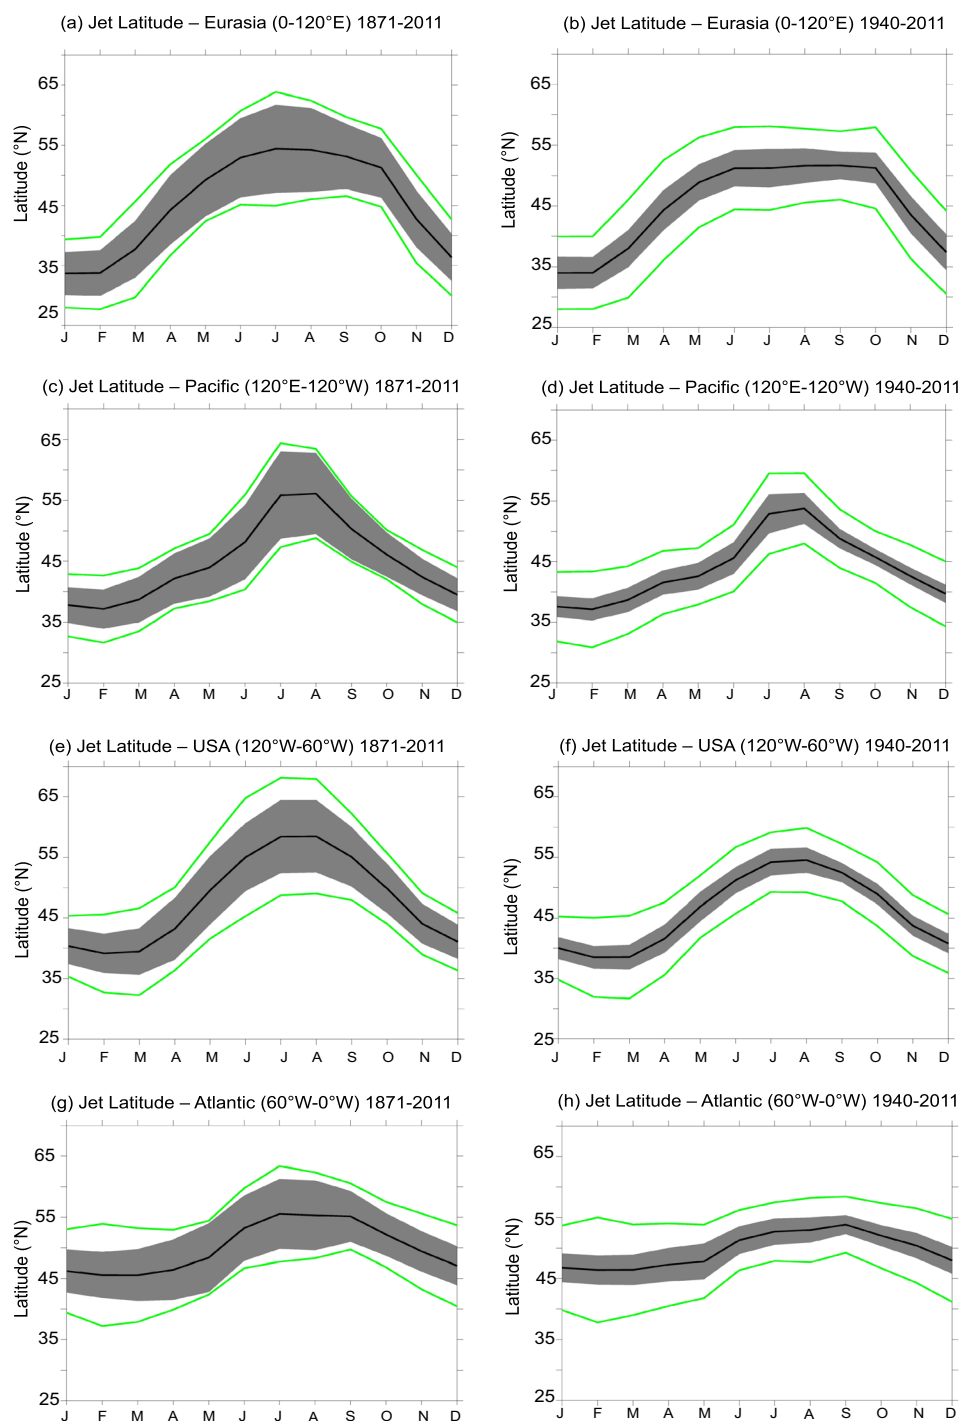 (a) Jet Latitude – Eurasia (0-120°E) 1871-2011
Latitude (°N)
65
55
45
35
25
J F M A M J J A S O N D
(b) Jet Latitude – Eurasia (0-120°E) 1940-2011
Latitude (°N)
65
55
45
35
25
J F M A M J J A S O N D
(c) Jet Latitude – Pacific (120°E-120°W) 1871-2011
Latitude (°N)
65
55
45
35
25
J F M A M J J A S O N D
(d) Jet Latitude – Pacific (120°E-120°W) 1940-2011
Latitude (°N)
65
55
45
35
25
J F M A M J J A S O N D
(e) Jet Latitude – USA (120°W-60°W) 1871-2011
Latitude (°N)
65
55
45
35
25
J F M A M J J A S O N D
(f) Jet Latitude – USA (120°W-60°W) 1940-2011
Latitude (°N)
65
55
45
35
25
J F M A M J J A S O N D
(g) Jet Latitude – Atlantic (60°W-0°W) 1871-2011
Latitude (°N)
65
55
45
35
25
J F M A M J J A S O N D
(h) Jet Latitude – Atlantic (60°W-0°W) 1940-2011
Latitude (°N)
65
55
45
35
25
J F M A M J J A S O N D